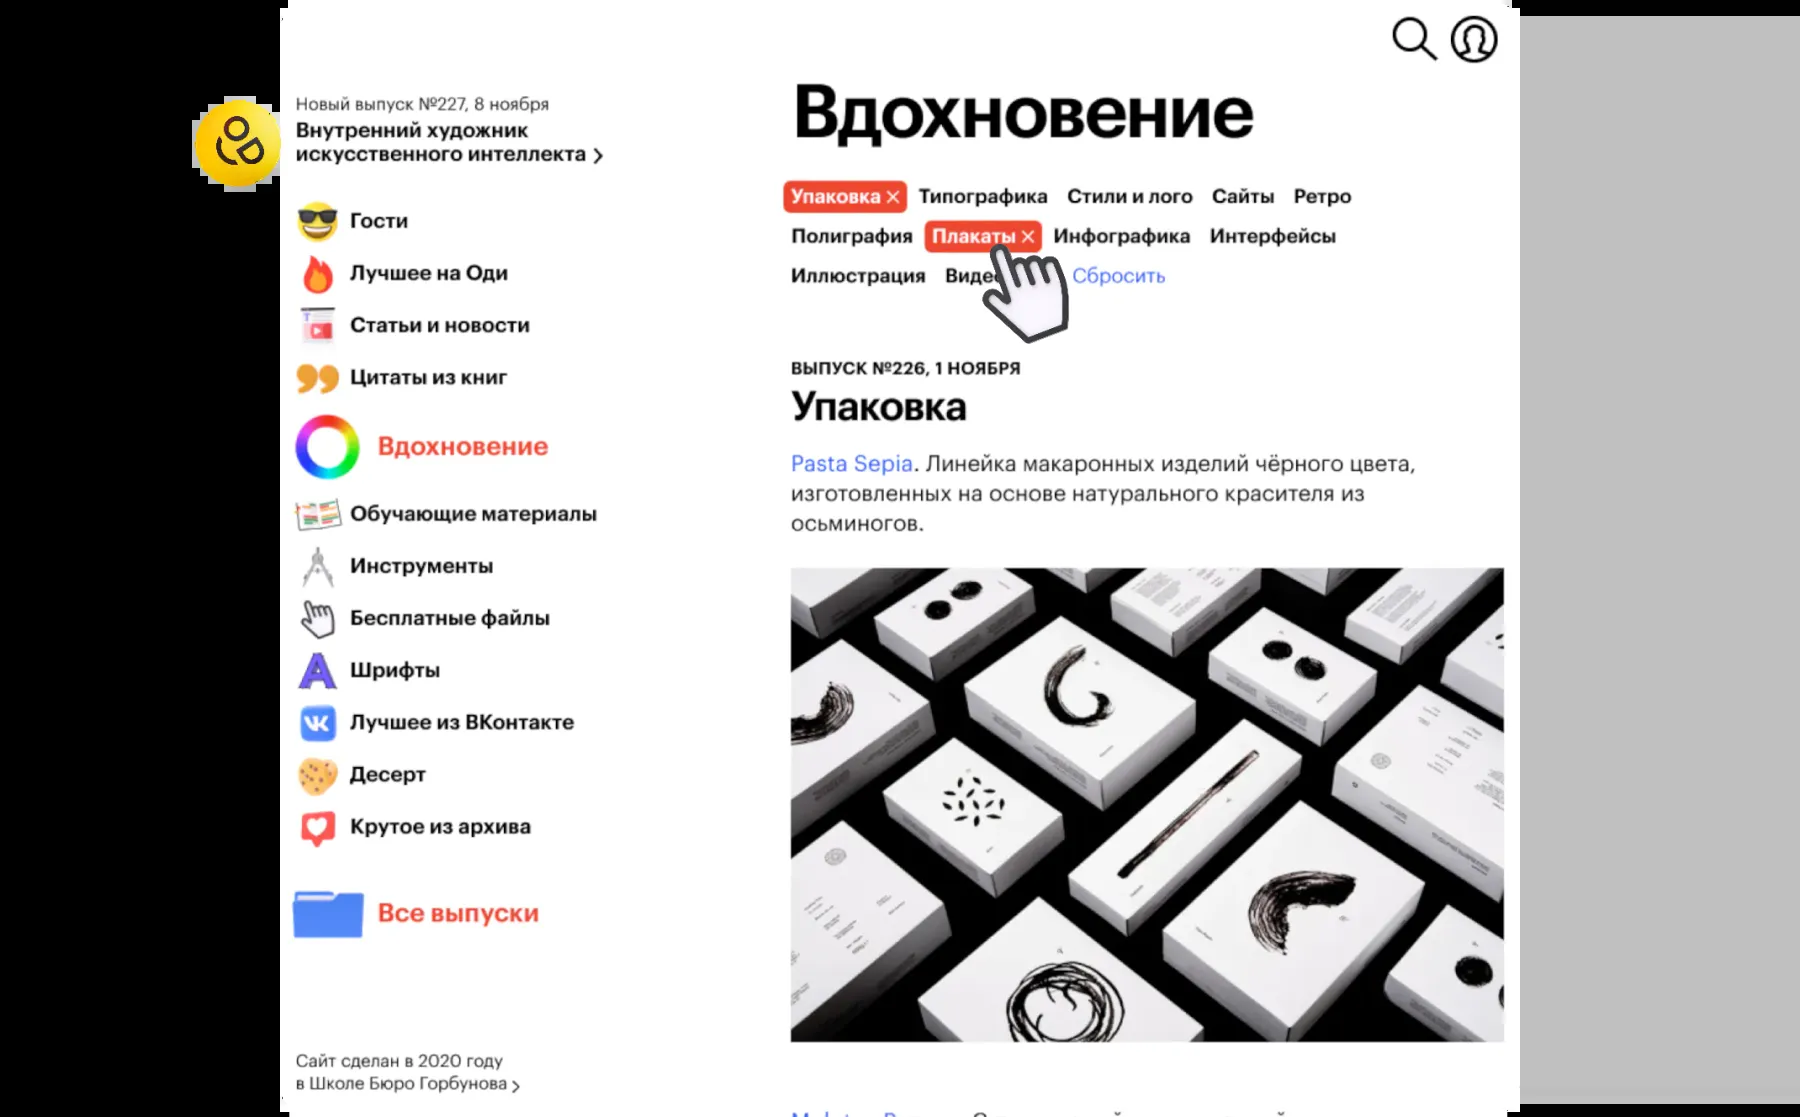 Новый выпуск №227, 8 ноября
Внутренний художник
искусственного интеллекта
Гости
Лучшее на Оди
Статьи и новости
Цитаты из книг
Вдохновение
Обучающие материалы
Инструменты
Бесплатные файлы
Шрифты
Лучшее из ВКонтакте
Десерт
Крутое из архива
Все выпуски
Сайт сделан в 2020 году
в Школе Бюро Горбунова
Вдохновение
Упаковка Типографика Стили и лого Сайты Ретро
Полиграфия Плакаты Инфографика Интерфейсы
Иллюстрация Сбросить
ВЫПУСК №226, 1 НОЯБРЯ
Упаковка
Pasta Sepia. Линейка макаронных изделий чёрного цвета,
изготовленных на основе натурального красителя из
осьминогов.